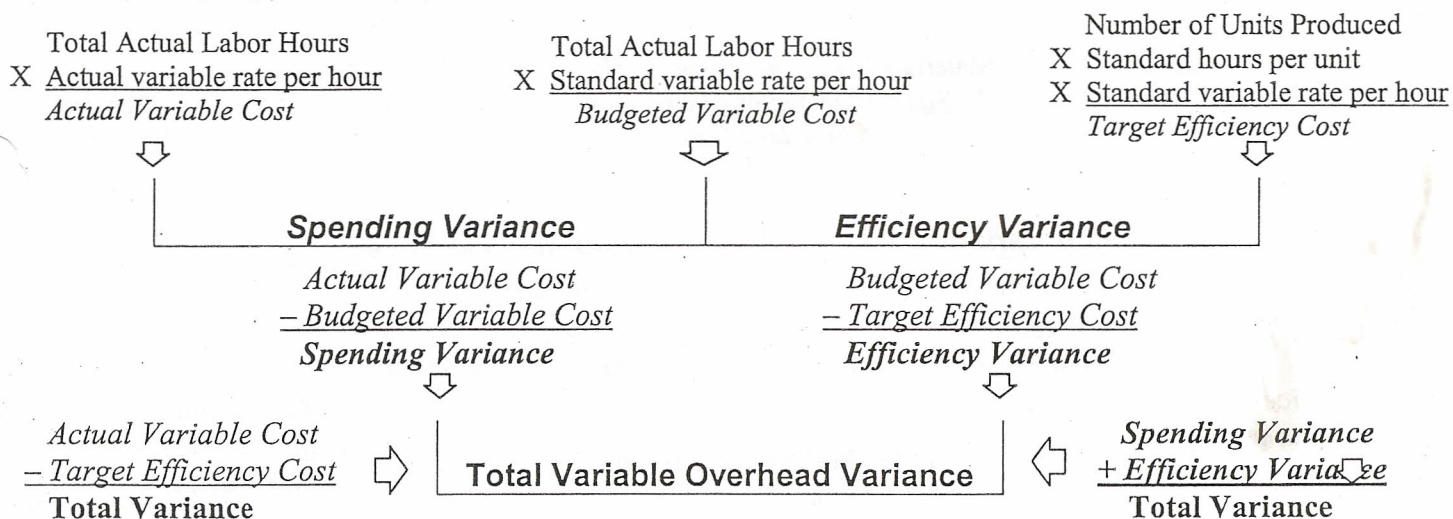 Total Actual Labor Hours
X Actual variable rate per hour
Actual Variable Cost
Total Actual Labor Hours
X Standard variable rate per hour
Budgeted Variable Cost
Number of Units Produced
X Standard hours per unit
X Standard variable rate per hour
Target Efficiency Cost
Spending Variance
Efficiency Variance
Actual Variable Cost
– Budgeted Variable Cost
Spending Variance
Budgeted Variable Cost
– Target Efficiency Cost
Efficiency Variance
Actual Variable Cost
– Target Efficiency Cost
Total Variance
Total Variable Overhead Variance
Spending Variance
+ Efficiency Variance
Total Variance